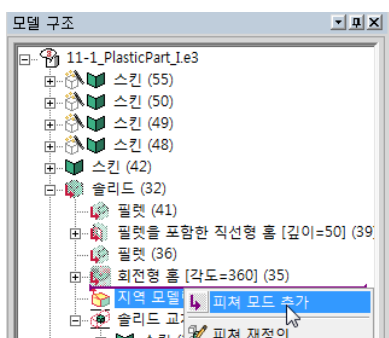 모델 구조
11-1_PlasticPart_I.e3
스킨 (55)
스킨 (50)
스킨 (49)
스킨 (48)
스킨 (42)
솔리드 (32)
필렛 (41)
필렛을 포함한 직선형 홈 [깊이=50] (39)
필렛 (36)
회전형 홈 [각도=360] (35)
지역 모델
피쳐 모드 추가
솔리드 교
피쳐 재정의